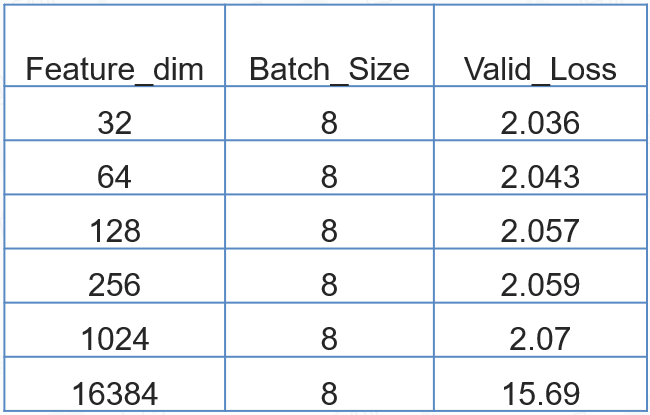 Feature_dim Batch_Size Valid_Loss
32 8 2.036
64 8 2.043
128 8 2.057
256 8 2.059
1024 8 2.07
16384 8 15.69